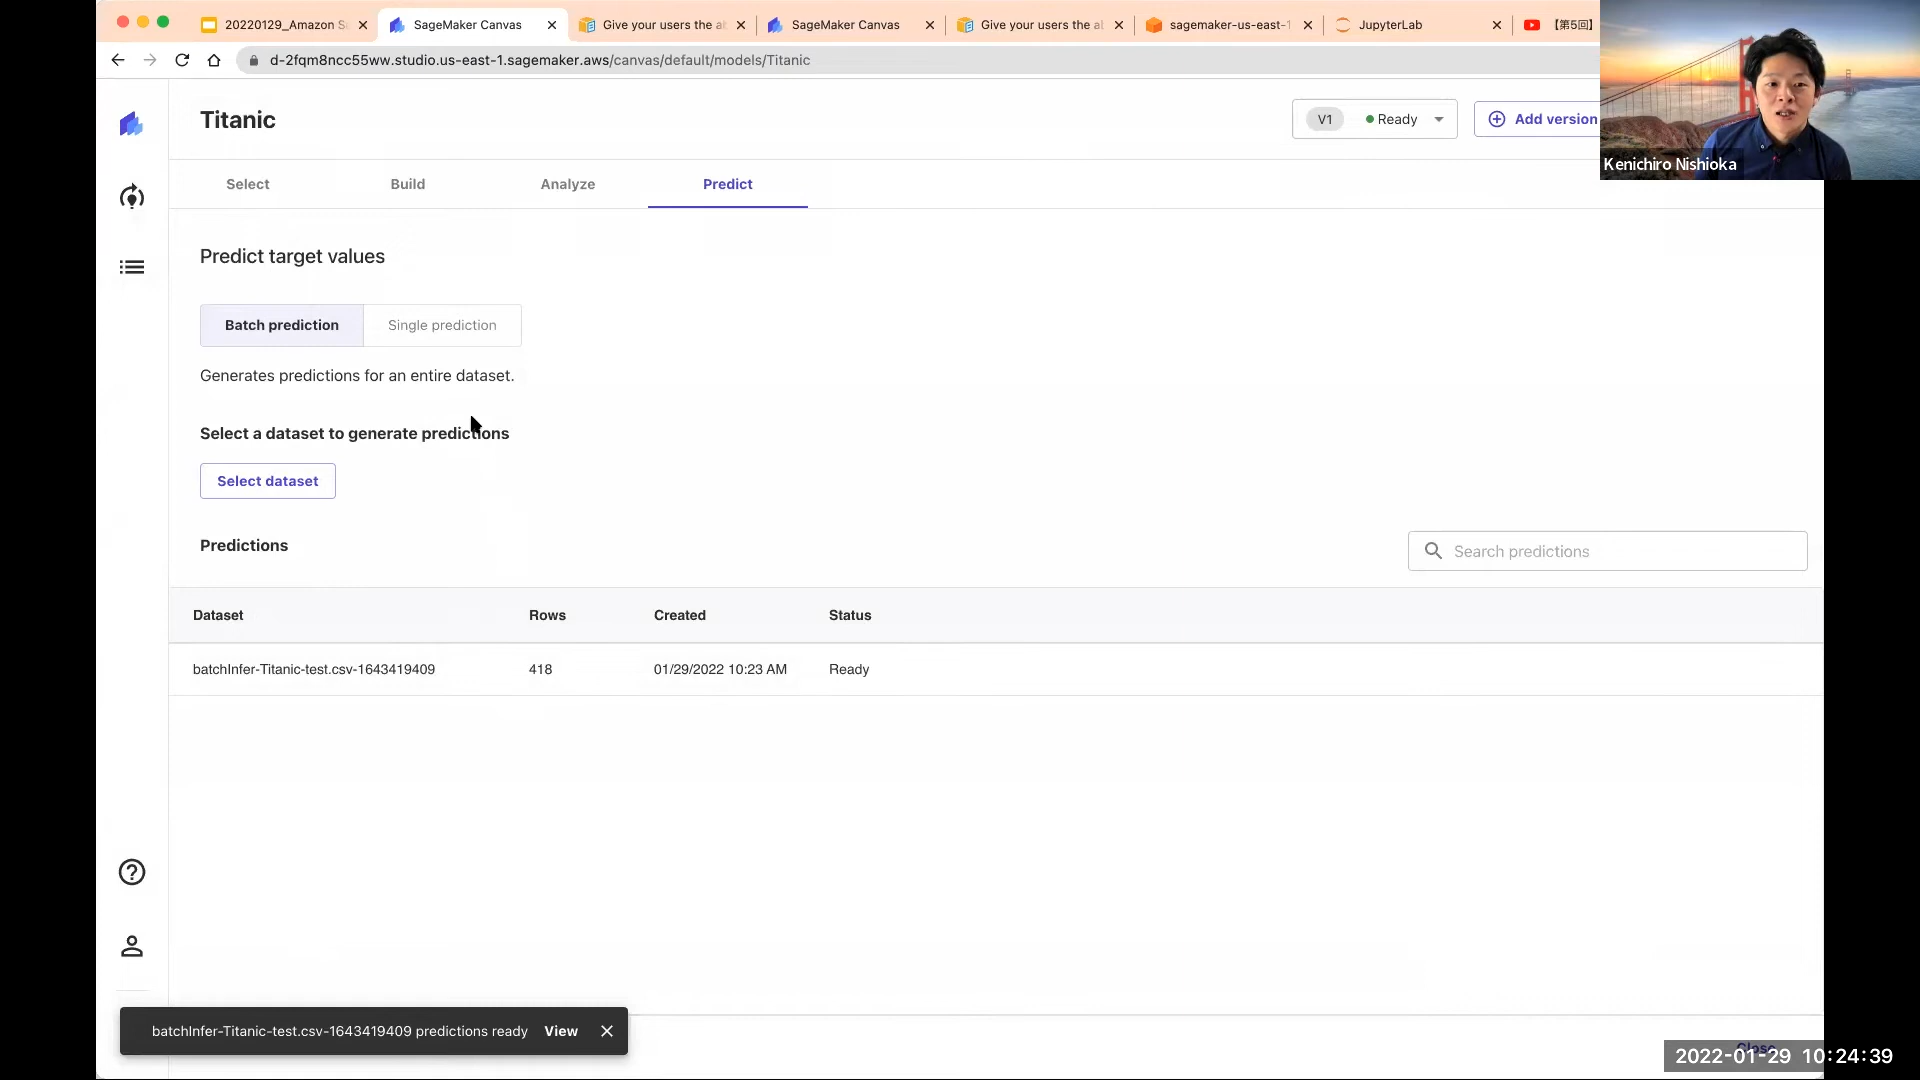 20220129_Amazon S
SageMaker Canvas
Give your users the a
SageMaker Canvas
Give your users the a
sagemaker-us-east-1
JupyterLab
【第5回】
d-2fqm8ncc55ww.studio.us-east-1.sagemaker.aws/canvas/default/models/Titanic
Kenichiro Nishioka
Titanic
V1
Ready
Add version
Select
Build
Analyze
Predict
Predict target values
Batch prediction
Single prediction
Generates predictions for an entire dataset.
Select a dataset to generate predictions
Select dataset
Predictions
Search predictions
Dataset Rows Created Status
batchInfer-Titanic-test.csv-1643419409 418 01/29/2022 10:23 AM Ready
batchInfer-Titanic-test.csv-1643419409 predictions ready View
Close
2022-01-29 10:24:39